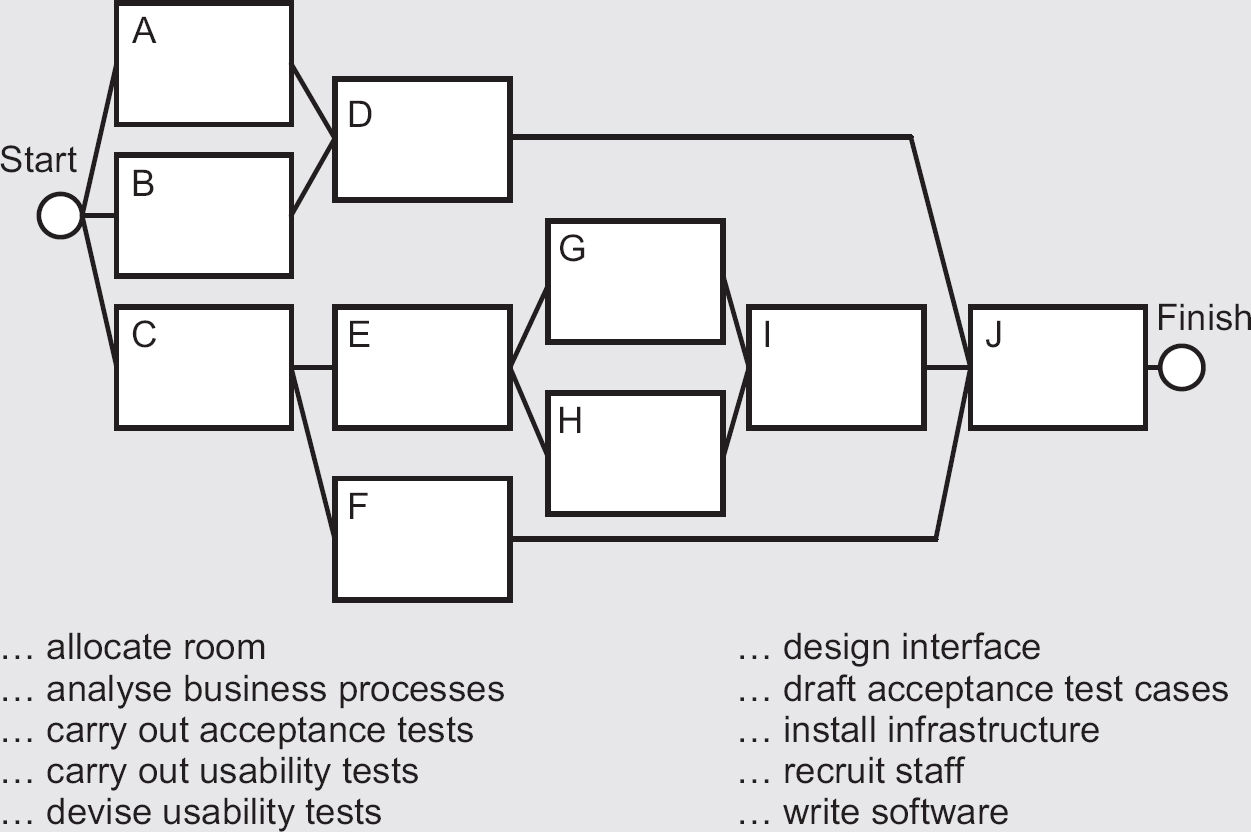 A
D
Start
B
G
C
E
I
J
Finish
H
F
… allocate room
… analyse business processes
… carry out acceptance tests
… carry out usability tests
… devise usability tests
… design interface
… draft acceptance test cases
… install infrastructure
… recruit staff
… write software